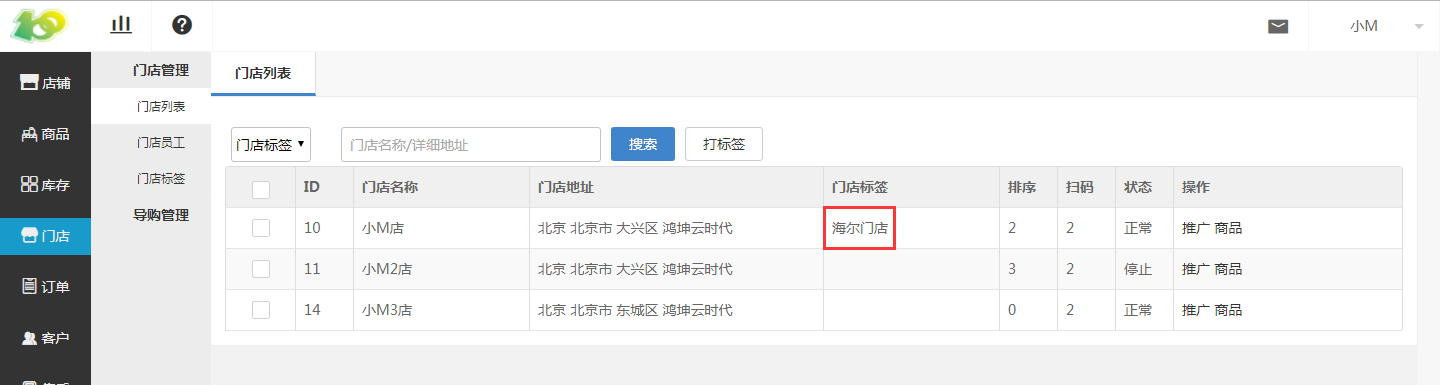 小M
店铺
商品
库存
门店
订单
客户
门店管理
门店列表
门店员工
门店标签
导购管理
门店列表
门店标签 门店名称/详细地址 搜索 打标签
ID 门店名称 门店地址 门店标签 排序 扫码 状态 操作
10 小M店 北京 北京市 大兴区 鸿坤云时代 海尔门店 2 2 正常 推广 商品
11 小M2店 北京 北京市 大兴区 鸿坤云时代 3 2 停止 推广 商品
14 小M3店 北京 北京市 东城区 鸿坤云时代 0 2 正常 推广 商品